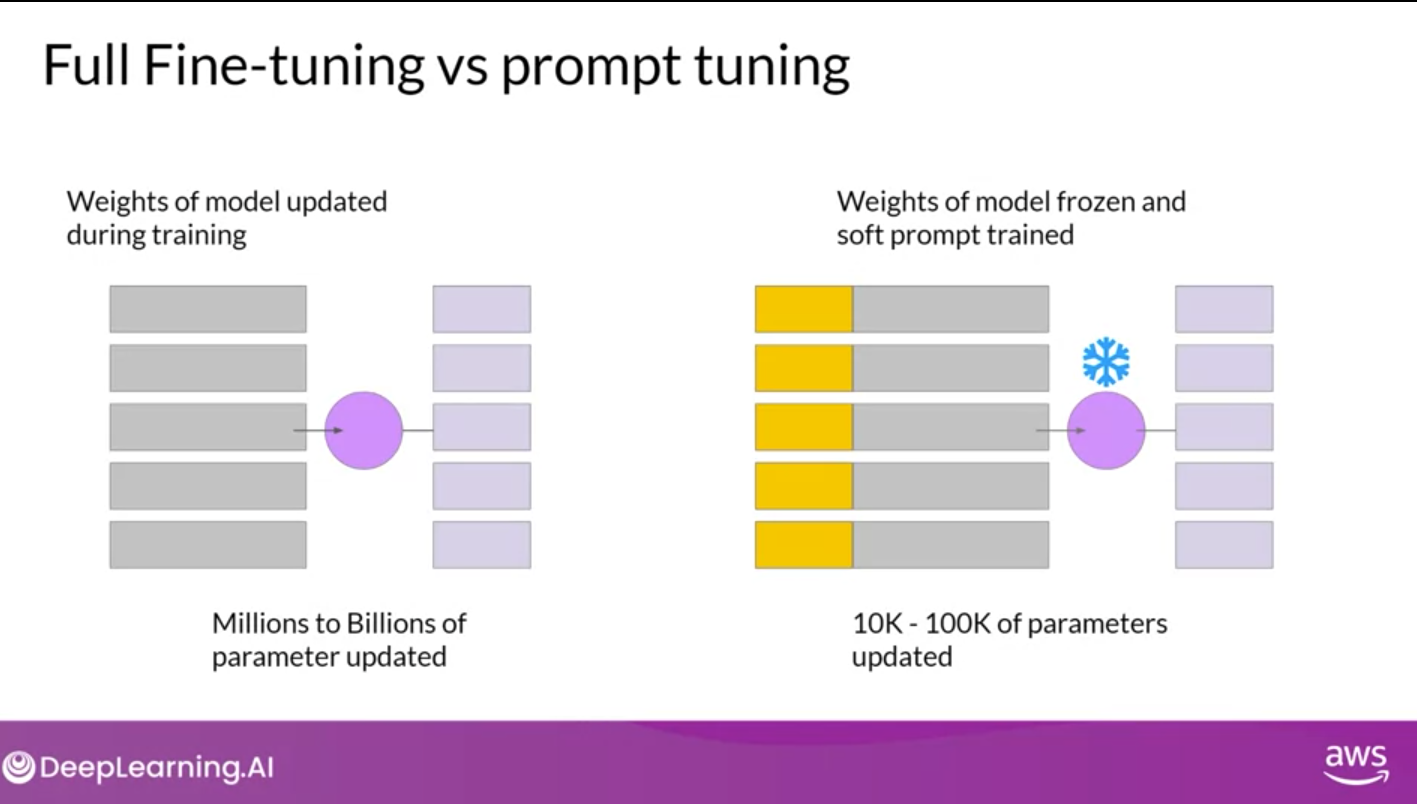 Full Fine-tuning vs prompt tuning
Weights of model updated
during training
Weights of model frozen and
soft prompt trained
Millions to Billions of
parameter updated
10K - 100K of parameters
updated
DeepLearning.AI
aws